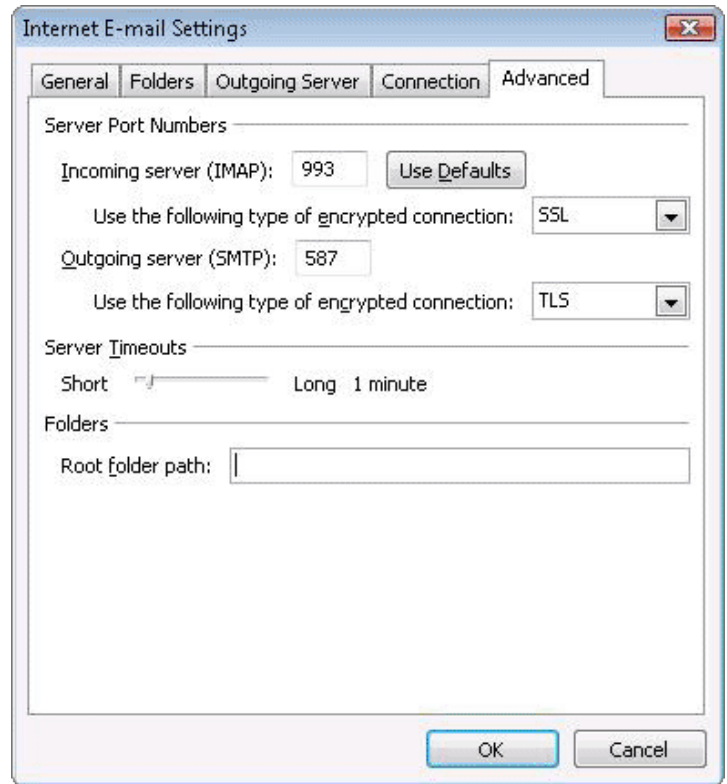 Internet E-mail Settings
General Folders Outgoing Server Connection Advanced
Server Port Numbers
Incoming server (IMAP): 993 Use Defaults
Use the following type of encrypted connection: SSL
Outgoing server (SMTP): 587
Use the following type of encrypted connection: TLS
Server Timeouts
Short Long 1 minute
Folders
Root folder path:
OK Cancel